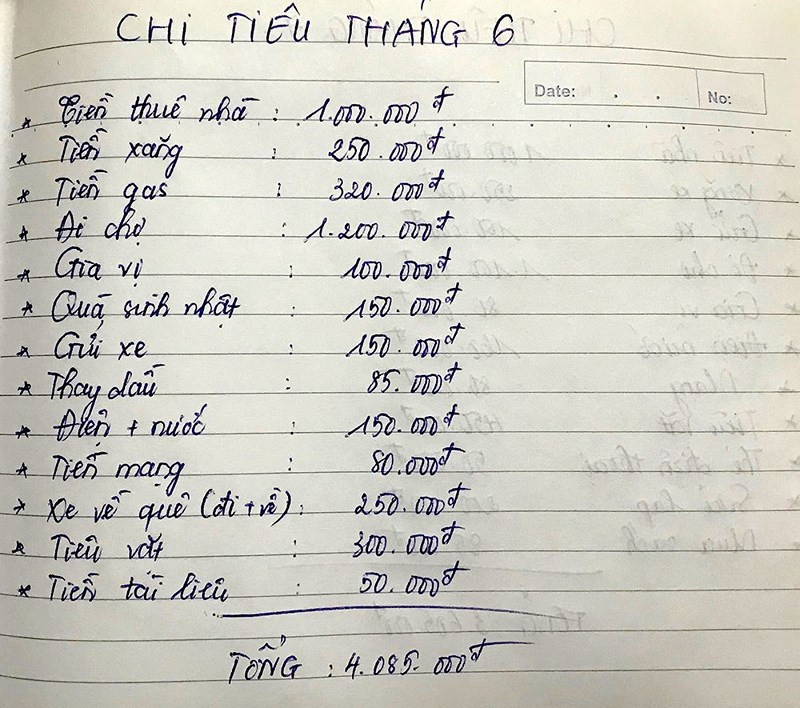 CHI TIÊU THÁNG 6
Date: . . .
No:
* Tiền thuê nhà : 1.000.000đ
* Tiền xăng 250.000đ
* Tiền gas : 320.000đ
* Đi chợ : 1.200.000đ
* Gia vị : 100.000đ
* Quà sinh nhật : 150.000đ
* Gửi xe : 150.000đ
* Thay dầu : 85.000đ
* Điện + nước : 150.000đ
* Tiền mạng : 80.000đ
* Xe về quê (đi + về) : 250.000đ
* Tiêu vặt : 300.000đ
* Tiền tài liệu : 50.000đ
TỔNG : 4.085.000đ